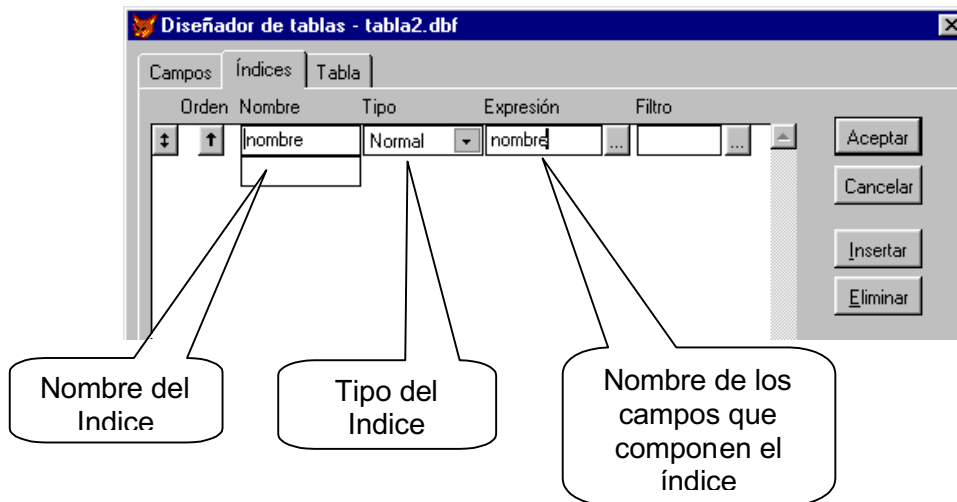 Diseñador de tablas - tabla2.dbf
Campos Índices Tabla
Orden Nombre Tipo Expresión Filtro
nombre Normal nombre ... ...
Aceptar
Cancelar
Insertar
Eliminar
Nombre del
Indice
Tipo del
Indice
Nombre de los
campos que
componen el
índice